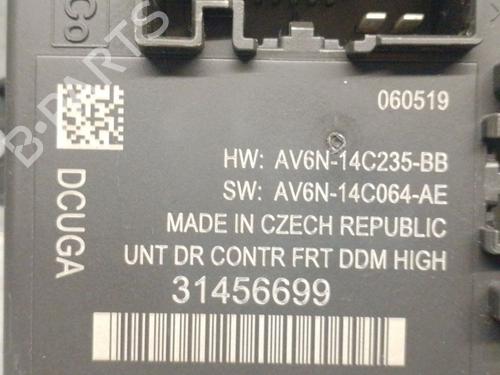 Co
060519
HW: AV6N-14C235-BB
SW: AV6N-14C064-AE
MADE IN CZECH REPUBLIC
UNT DR CONTR FRT DDM HIGH
31456699
DCUGA
B-PARTS